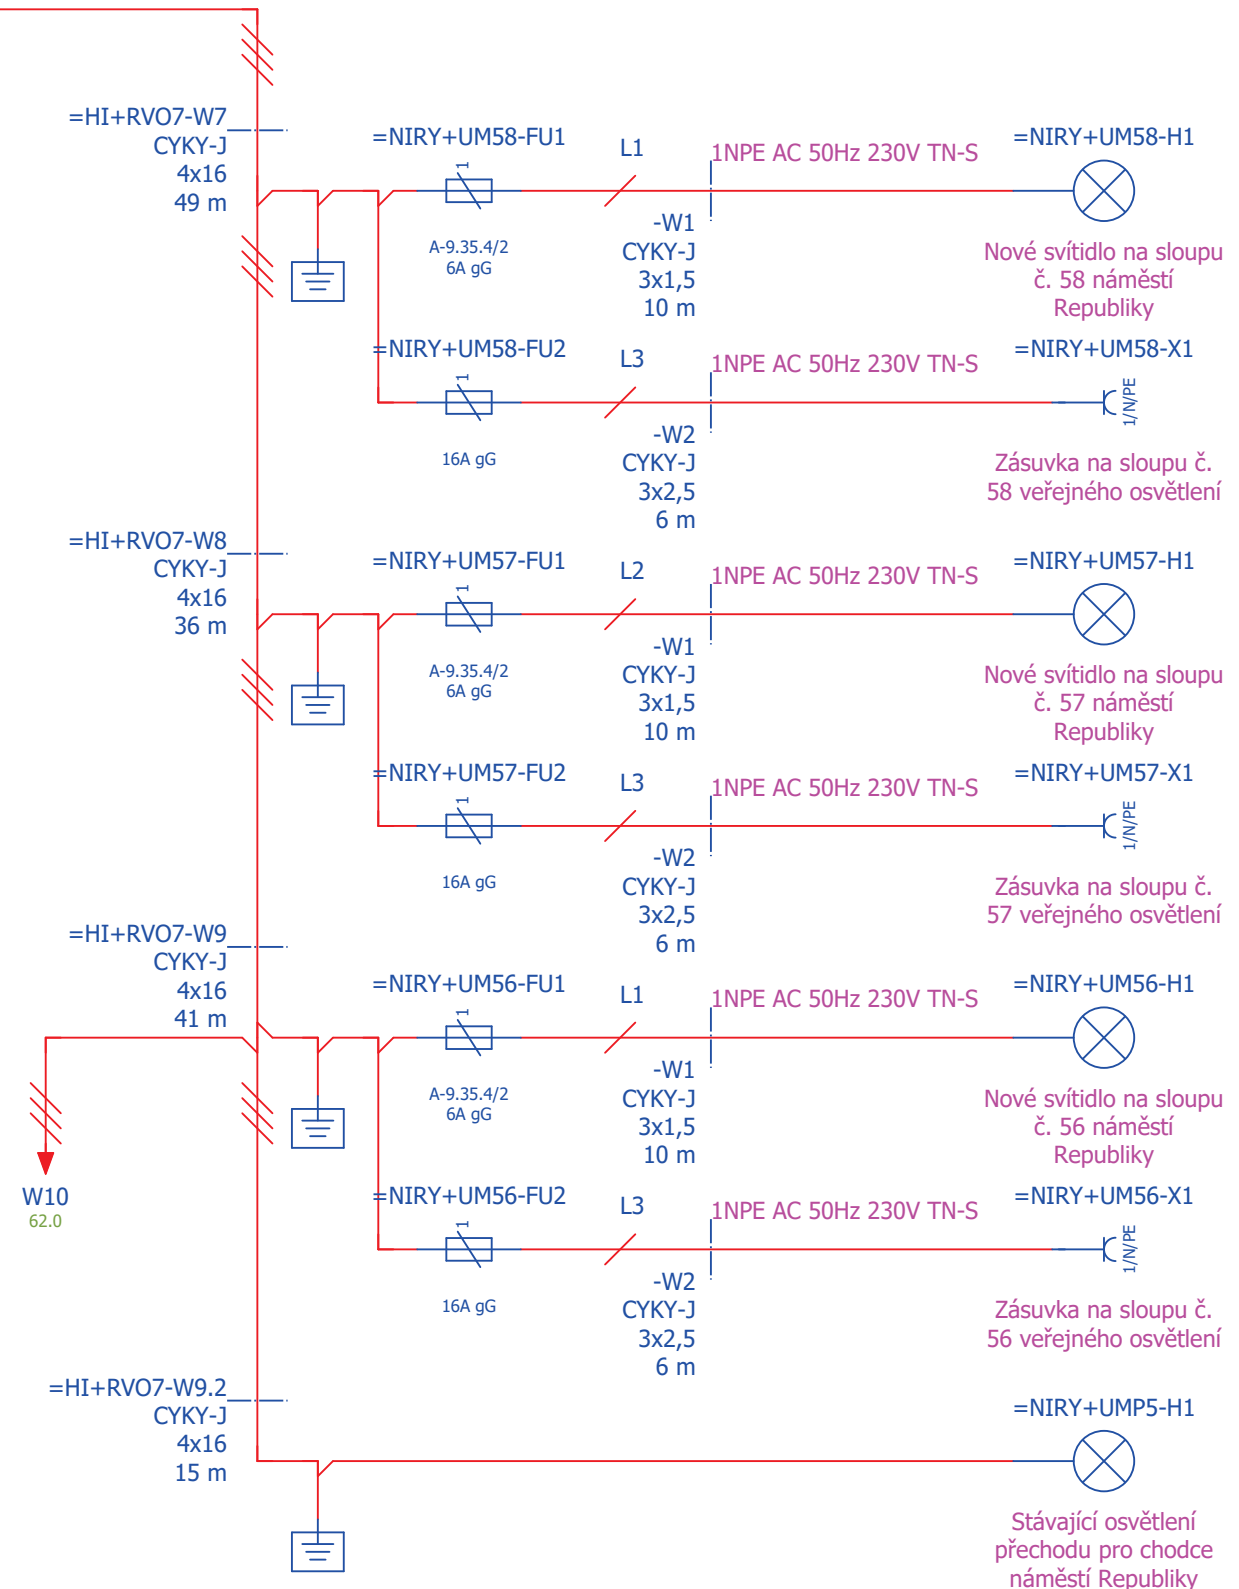 =HI+RVO7-W7
CYKY-J
4x16
49 m
=NIRY+UM58-FU1
1
A-9.35.4/2
6A gG
L1
1NPE AC 50Hz 230V TN-S
-W1
CYKY-J
3x1,5
10 m
=NIRY+UM58-H1
Nové svítidlo na sloupu
č. 58 náměstí
Republiky
=NIRY+UM58-FU2
1
16A gG
L3
1NPE AC 50Hz 230V TN-S
-W2
CYKY-J
3x2,5
6 m
=NIRY+UM58-X1
1/N/PE
Zásuvka na sloupu č.
58 veřejného osvětlení
=HI+RVO7-W8
CYKY-J
4x16
36 m
=NIRY+UM57-FU1
1
A-9.35.4/2
6A gG
L2
1NPE AC 50Hz 230V TN-S
-W1
CYKY-J
3x1,5
10 m
=NIRY+UM57-H1
Nové svítidlo na sloupu
č. 57 náměstí
Republiky
=NIRY+UM57-FU2
1
16A gG
L3
1NPE AC 50Hz 230V TN-S
-W2
CYKY-J
3x2,5
6 m
=NIRY+UM57-X1
1/N/PE
Zásuvka na sloupu č.
57 veřejného osvětlení
=HI+RVO7-W9
CYKY-J
4x16
41 m
W10
62.0
=NIRY+UM56-FU1
1
A-9.35.4/2
6A gG
L1
1NPE AC 50Hz 230V TN-S
-W1
CYKY-J
3x1,5
10 m
=NIRY+UM56-H1
Nové svítidlo na sloupu
č. 56 náměstí
Republiky
=NIRY+UM56-FU2
1
16A gG
L3
1NPE AC 50Hz 230V TN-S
-W2
CYKY-J
3x2,5
6 m
=NIRY+UM56-X1
1/N/PE
Zásuvka na sloupu č.
56 veřejného osvětlení
=HI+RVO7-W9.2
CYKY-J
4x16
15 m
=NIRY+UMP5-H1
Stávající osvětlení
přechodu pro chodce
náměstí Republiky